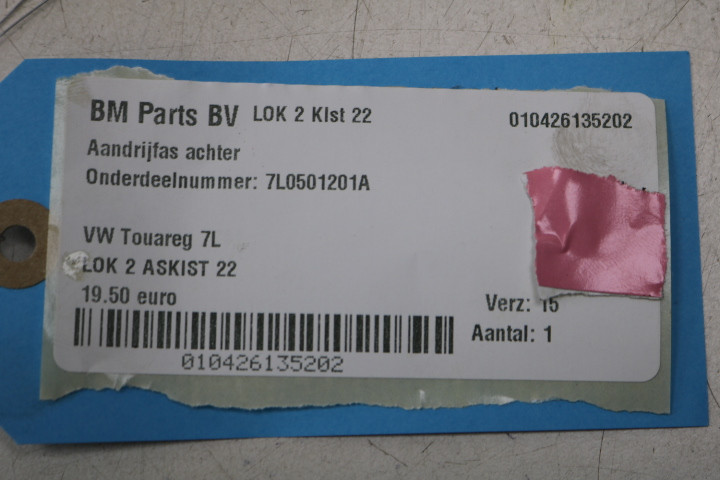 BM Parts BV LOK 2 Klst 22 010426135202
Aandrijfas achter
Onderdeelnummer: 7L0501201A
VW Touareg 7L
LOK 2 ASKIST 22
19.50 euro
Verz: 15
Aantal: 1
010426135202